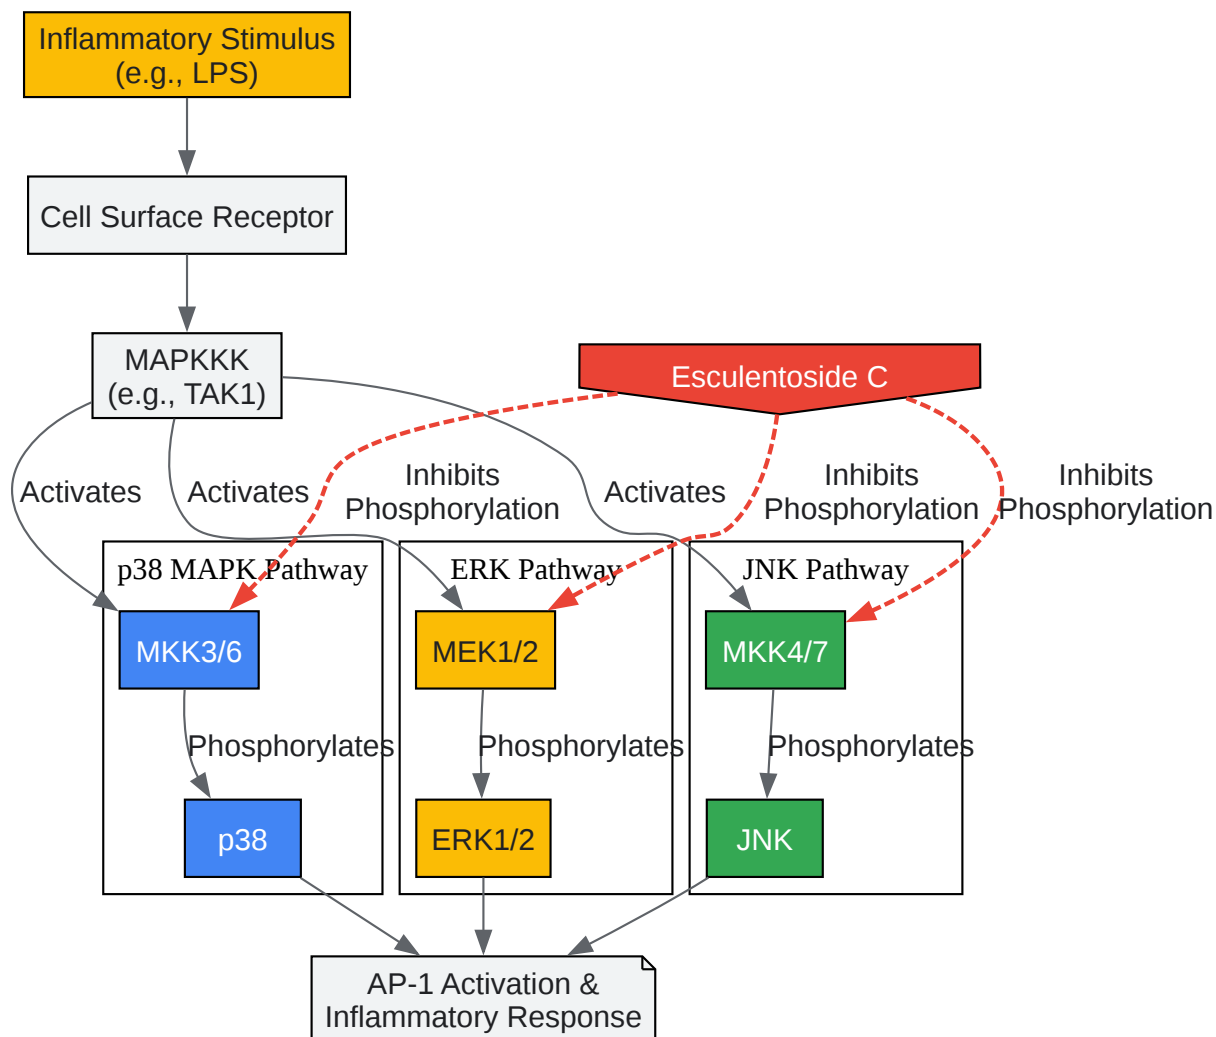 Inflammatory Stimulus
(e.g., LPS)
Cell Surface Receptor
MAPKKK
(e.g., TAK1)
Esculentoside C
Activates
Activates
Inhibits
Phosphorylation
Activates
Inhibits
Phosphorylation
Inhibits
Phosphorylation
p38 MAPK Pathway
ERK Pathway
JNK Pathway
MKK3/6
MEK1/2
MKK4/7
Phosphorylates
Phosphorylates
Phosphorylates
p38
ERK1/2
JNK
AP-1 Activation &
Inflammatory Response